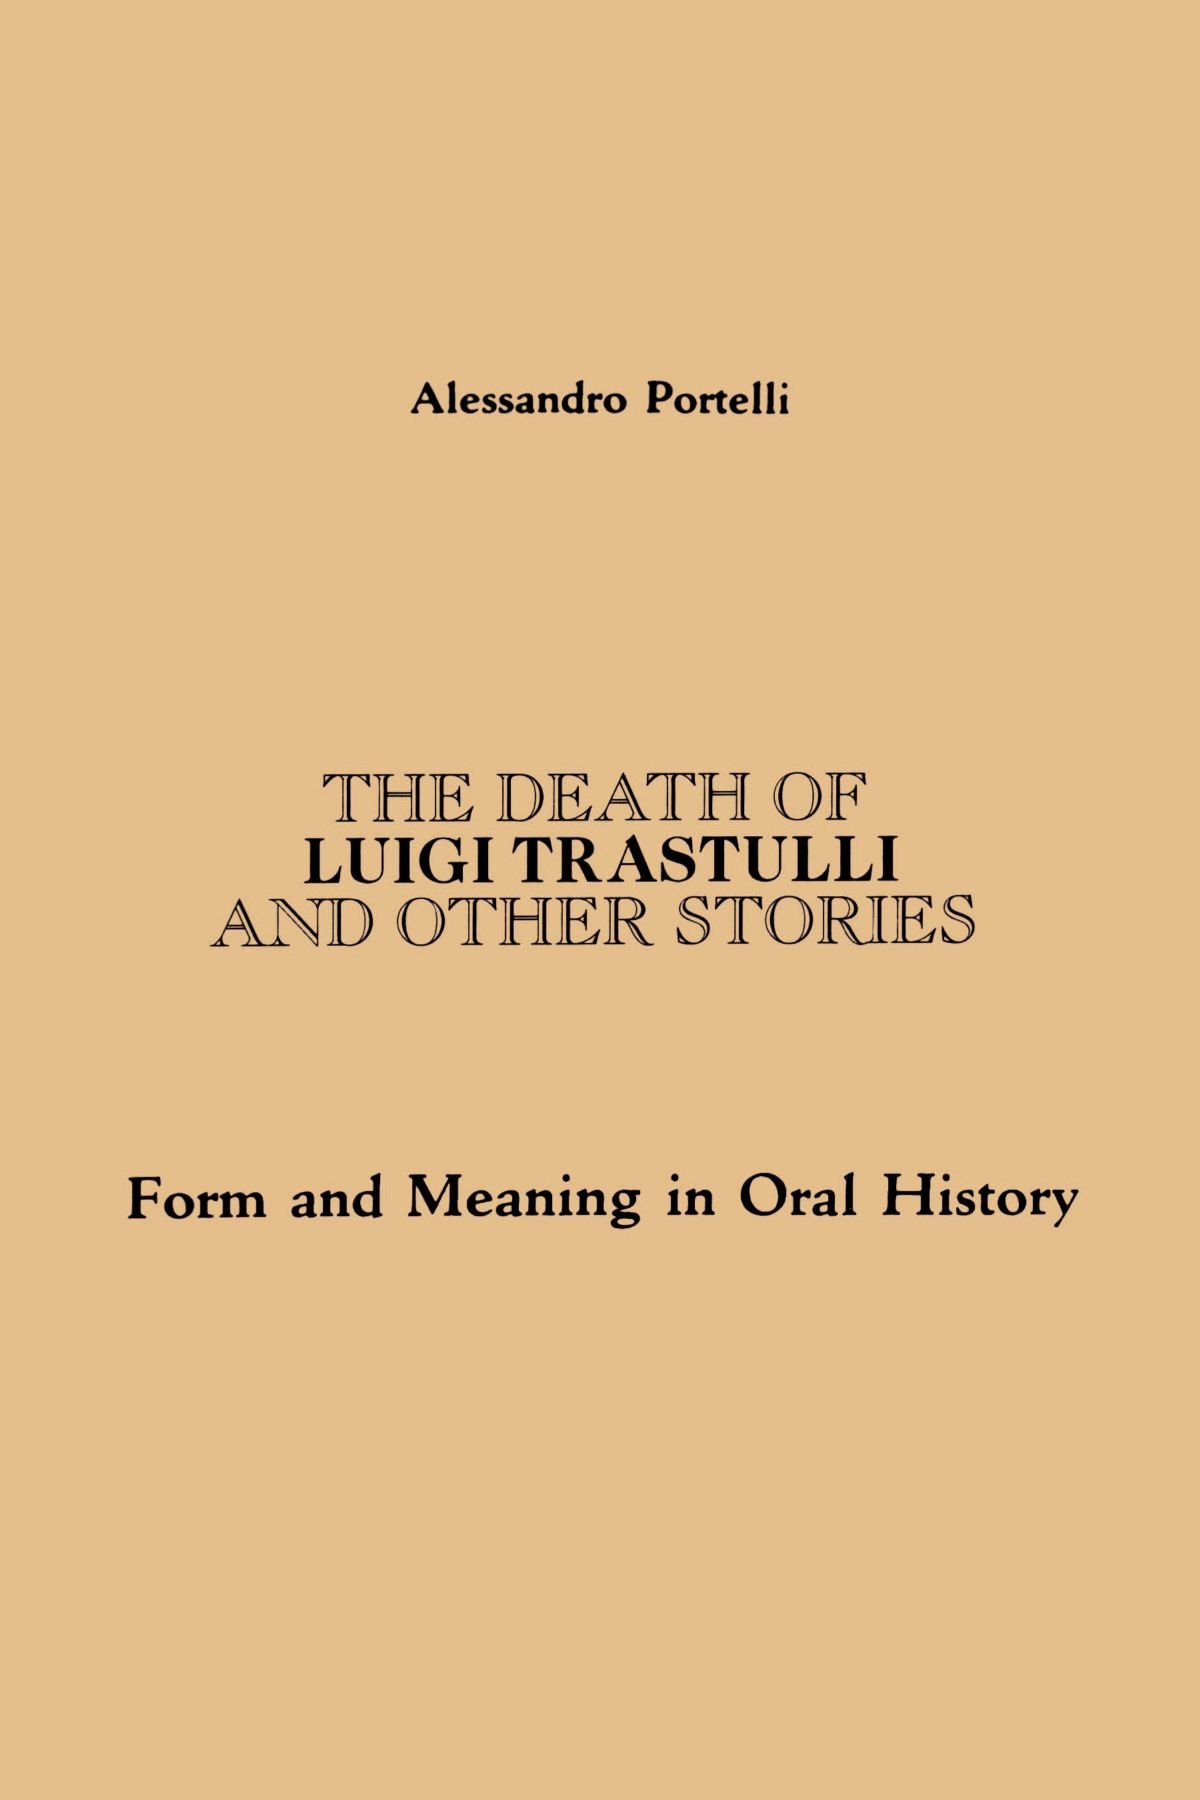 Alessandro Portelli
THE DEATH OF
LUIGI TRASTULLI
AND OTHER STORIES
Form and Meaning in Oral History